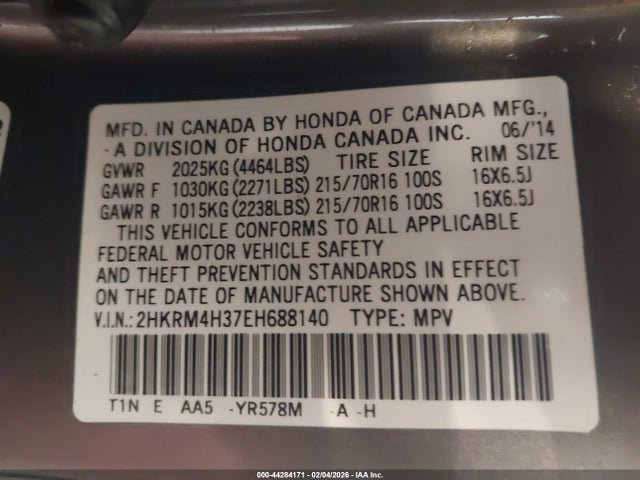 MFD. IN CANADA BY HONDA OF CANADA MFG.,
A DIVISION OF HONDA CANADA INC. 06/'14
GVWR 2025KG(4464LBS) TIRE SIZE RIM SIZE
GAWR F 1030KG(2271LBS) 215/70R16 100S 16X6.5J
GAWR R 1015KG(2238LBS) 215/70R16 100S 16X6.5J
THIS VEHICLE CONFORMS TO ALL APPLICABLE
FEDERAL MOTOR VEHICLE SAFETY
AND THEFT PREVENTION STANDARDS IN EFFECT
ON THE DATE OF MANUFACTURE SHOWN ABOVE.
V.I.N.: 2HKRM4H37EH688140 TYPE: MPV
T1N E AA5 -YR578M -A -H
000-44284171 - 02/04/2026 - IAA Inc.